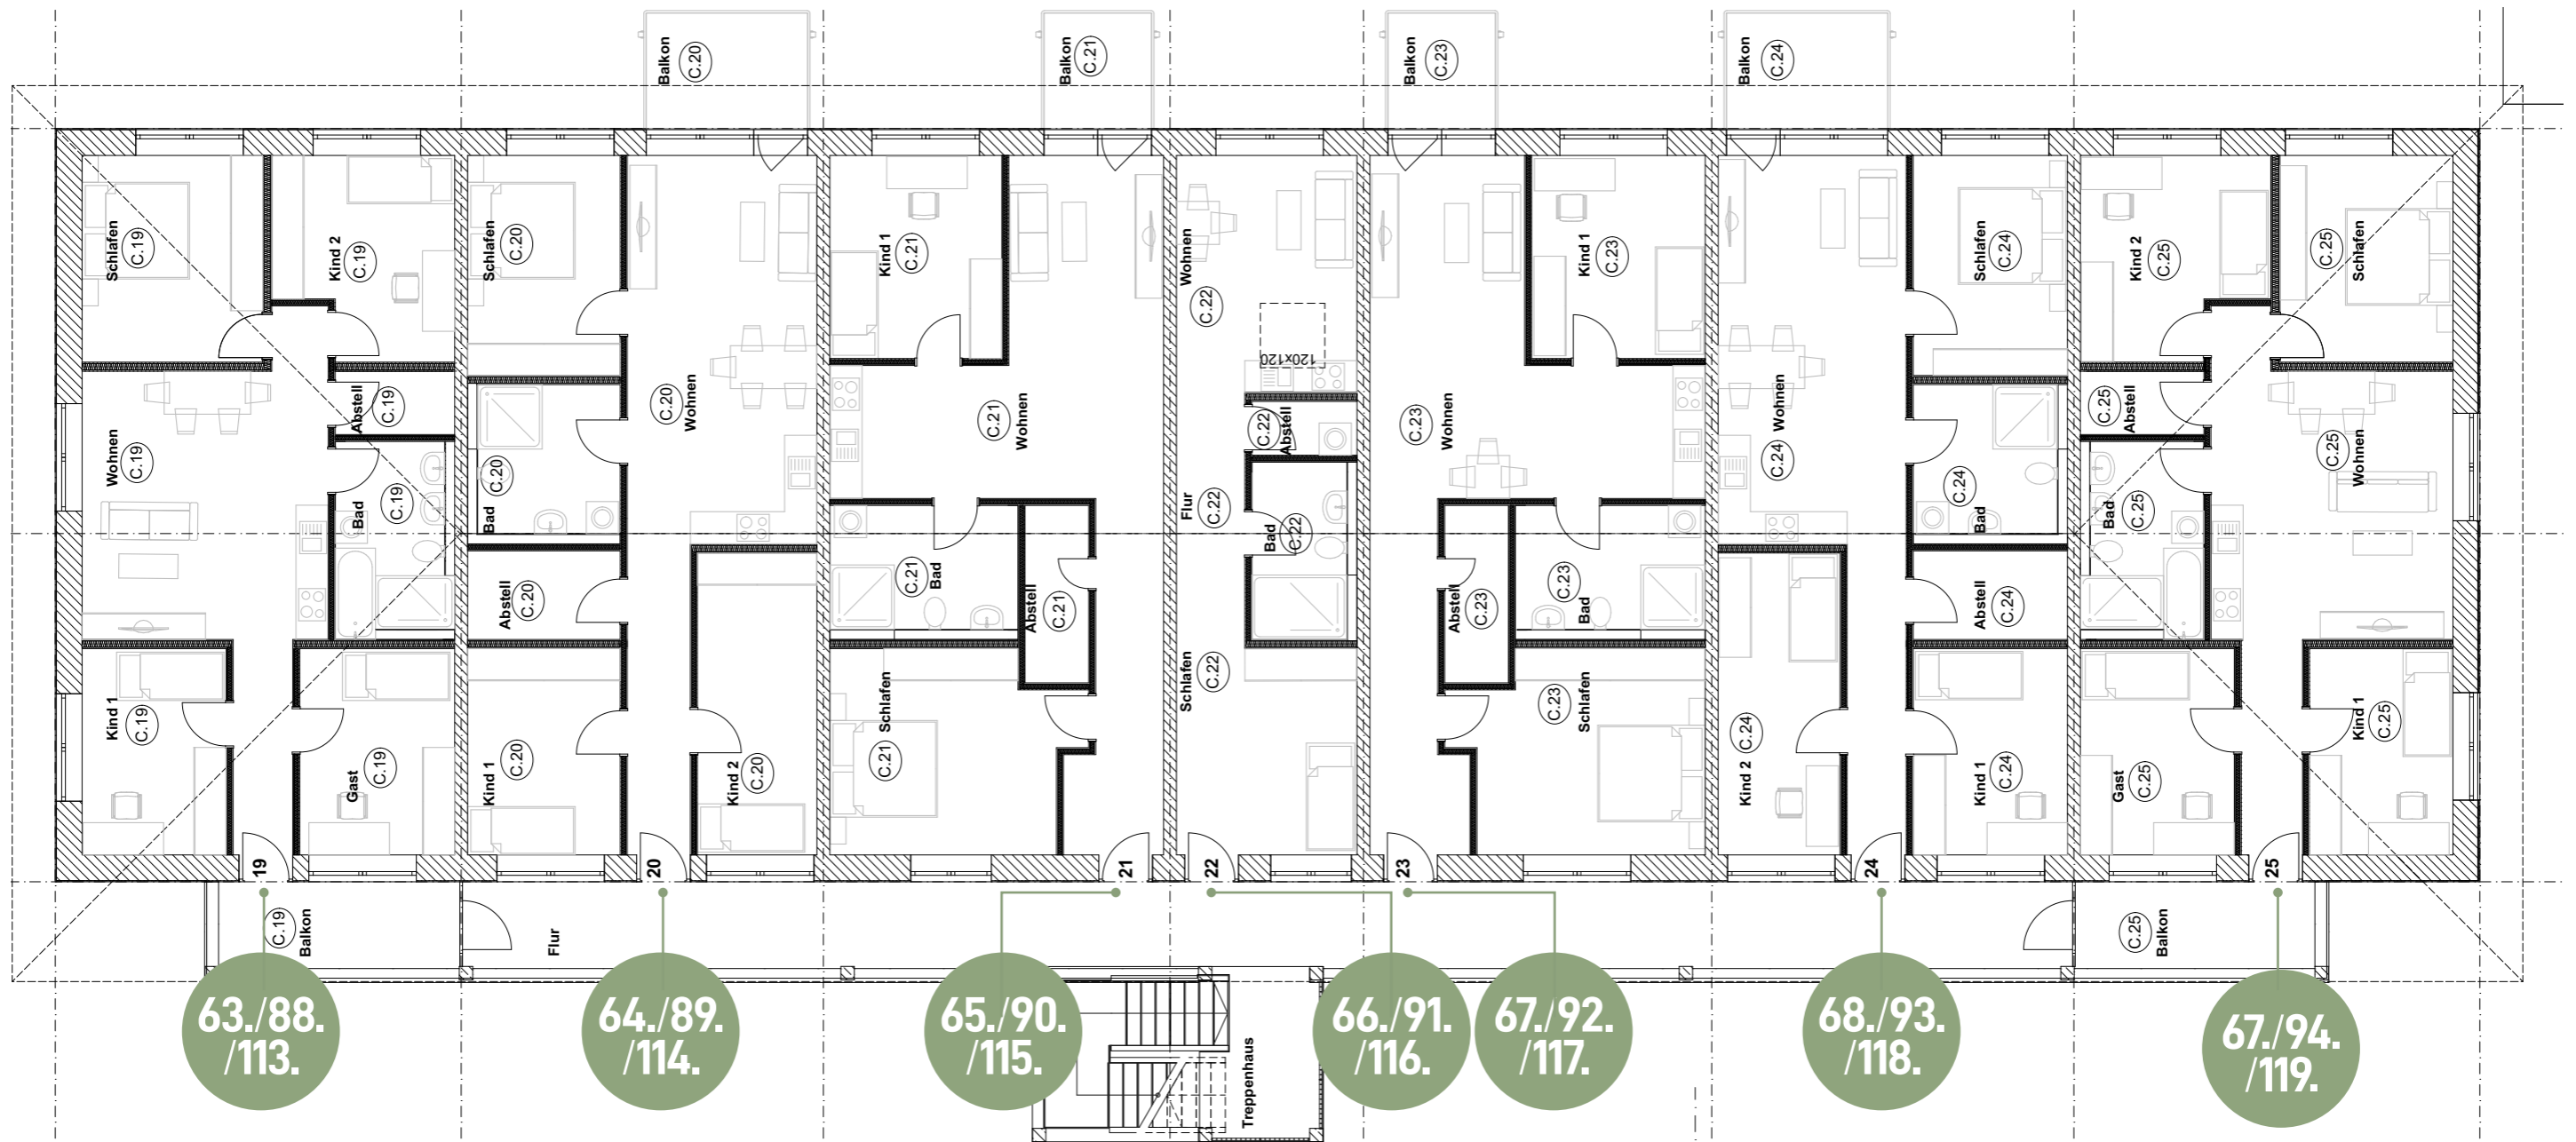 Balkon
C.20
Balkon
C.21
Balkon
C.23
Balkon
C.24
Schlafen
C.19
Kind 2
C.19
Schlafen
C.20
Kind 1
C.21
Wohnen
C.22
Kind 1
C.23
Schlafen
C.24
Kind 2
C.25
C.25
Schlafen
120x120
Wohnen
C.19
Abstell
C.19
C.20
Wohnen
C.21
Wohnen
C.22
Abstell
C.23
Wohnen
Wohnen
C.24
C.25
Abstell
C.25
Wohnen
Bad
C.19
Bad
C.20
Flur
C.22
Bad
C.22
C.24
Bad
Bad
C.25
Abstell
C.20
C.21
Bad
Abstell
C.21
Abstell
C.23
C.23
Bad
Abstell
C.24
Kind 1
C.19
Gast
C.19
Kind 1
C.20
Kind 2
C.20
Schlafen
C.21
Schlafen
C.22
C.23
Schlafen
Kind 2
C.24
Kind 1
C.24
Gast
C.25
Kind 1
C.25
19
20
21
22
23
24
25
C.19
Balkon
Flur
C.25
Balkon
Treppenhaus
63./88.
/113.
64./89.
/114.
65./90.
/115.
66./91.
/116.
67./92.
/117.
68./93.
/118.
67./94.
/119.